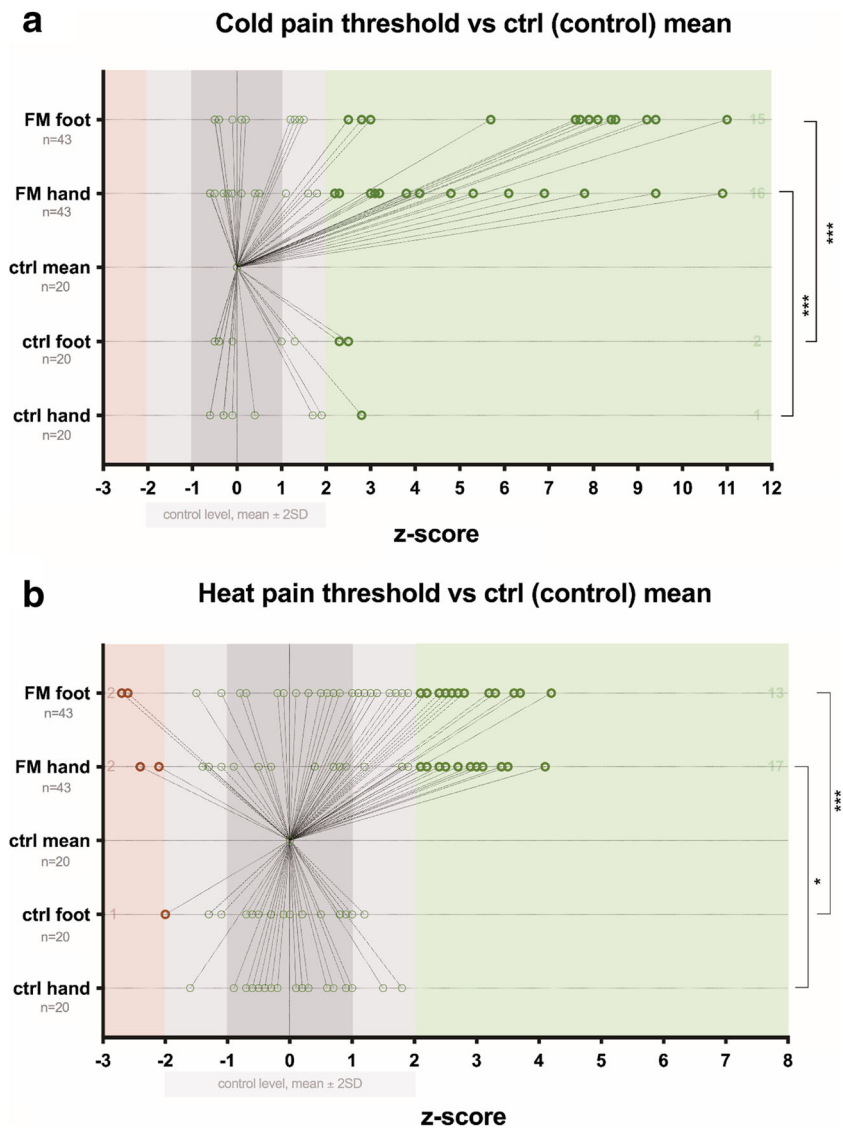 a
Cold pain threshold vs ctrl (control) mean
FM foot 15
n=43
FM hand 16
n=43
***
ctrl mean
n=20
***
ctrl foot 2
n=20
ctrl hand 1
n=20
-3 -2 -1 0 1 2 3 4 5 6 7 8 9 10 11 12
control level, mean ± 2SD
z-score
b
Heat pain threshold vs ctrl (control) mean
FM foot 2 13
n=43
FM hand 2 17
n=43
***
ctrl mean
n=20
*
ctrl foot 1
n=20
ctrl hand
n=20
-3 -2 -1 0 1 2 3 4 5 6 7 8
control level, mean ± 2SD
z-score